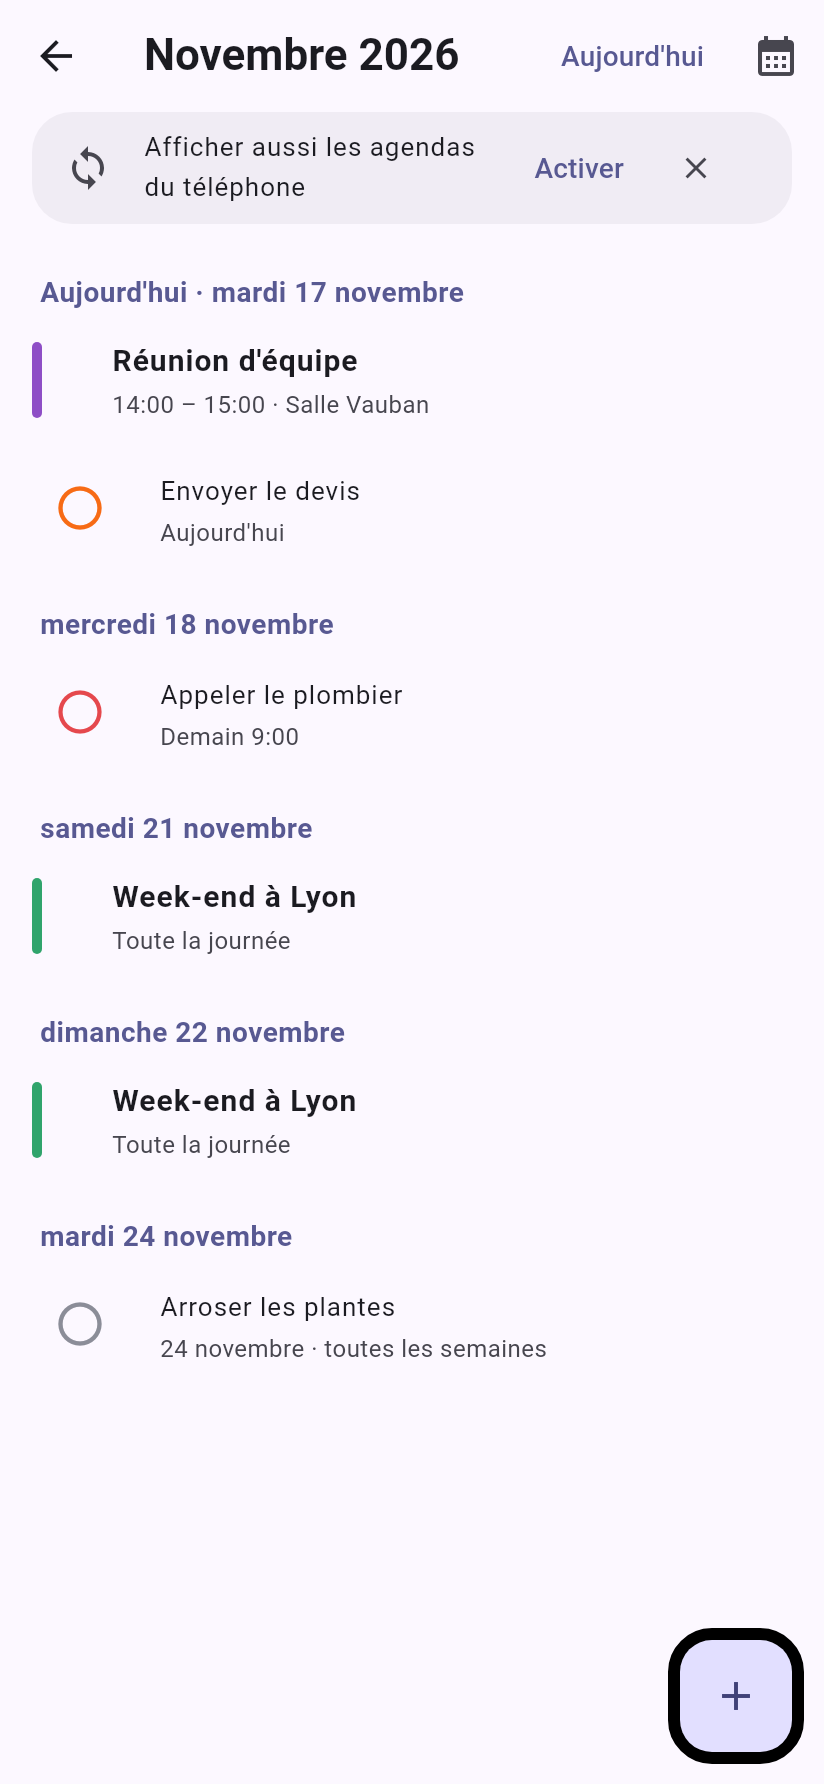 Novembre 2026
Aujourd'hui
Afficher aussi les agendas
du téléphone
Activer
Aujourd'hui · mardi 17 novembre
Réunion d'équipe
14:00 – 15:00 · Salle Vauban
Envoyer le devis
Aujourd'hui
mercredi 18 novembre
Appeler le plombier
Demain 9:00
samedi 21 novembre
Week-end à Lyon
Toute la journée
dimanche 22 novembre
Week-end à Lyon
Toute la journée
mardi 24 novembre
Arroser les plantes
24 novembre · toutes les semaines